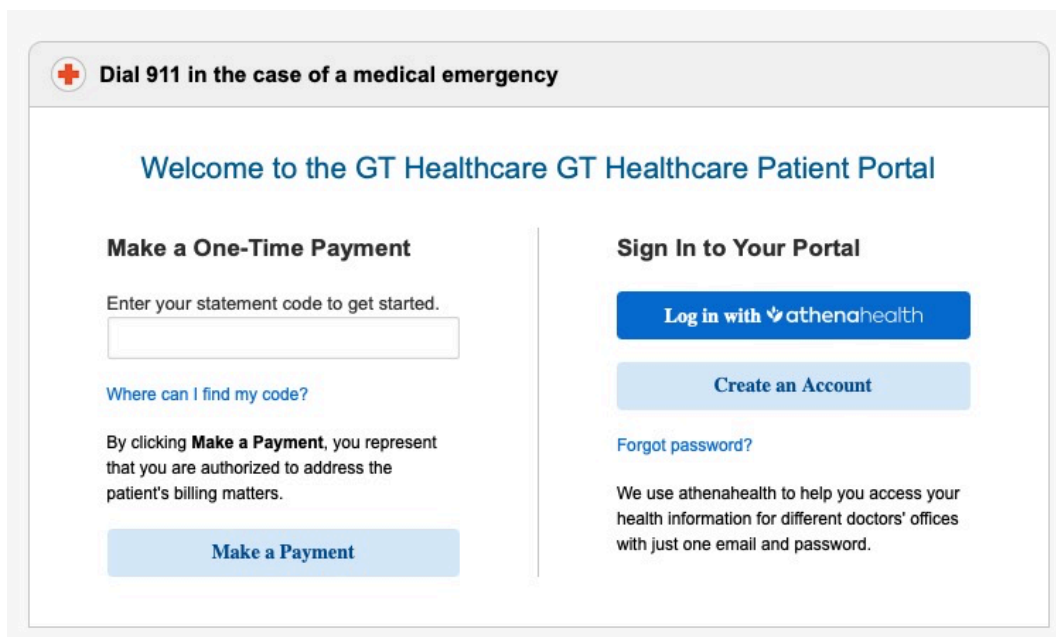 Dial 911 in the case of a medical emergency
Welcome to the GT Healthcare GT Healthcare Patient Portal
Make a One-Time Payment
Enter your statement code to get started.
Where can I find my code?
By clicking Make a Payment, you represent
that you are authorized to address the
patient's billing matters.
Make a Payment
Sign In to Your Portal
Log in with athenahealth
Create an Account
Forgot password?
We use athenahealth to help you access your
health information for different doctors' offices
with just one email and password.